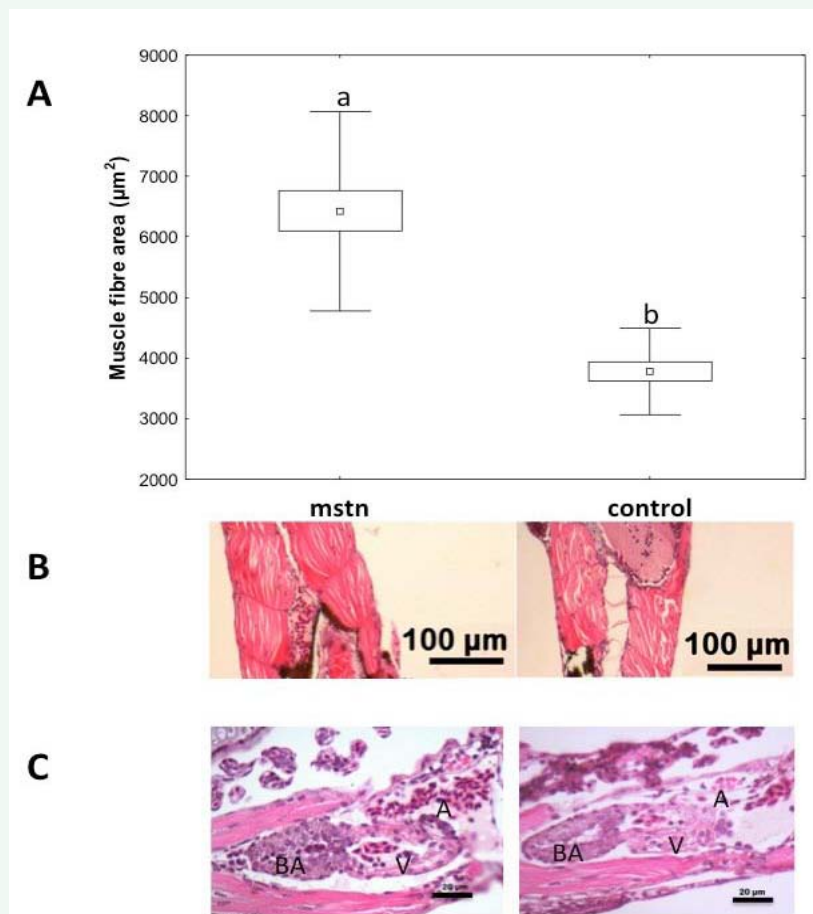 A
Muscle fibre area (µm²)
9000
8000
7000
6000
5000
4000
3000
2000
a
b
mstn
control
B
100 µm
100 µm
C
A
BA
V
20 µm
A
BA
V
20 µm